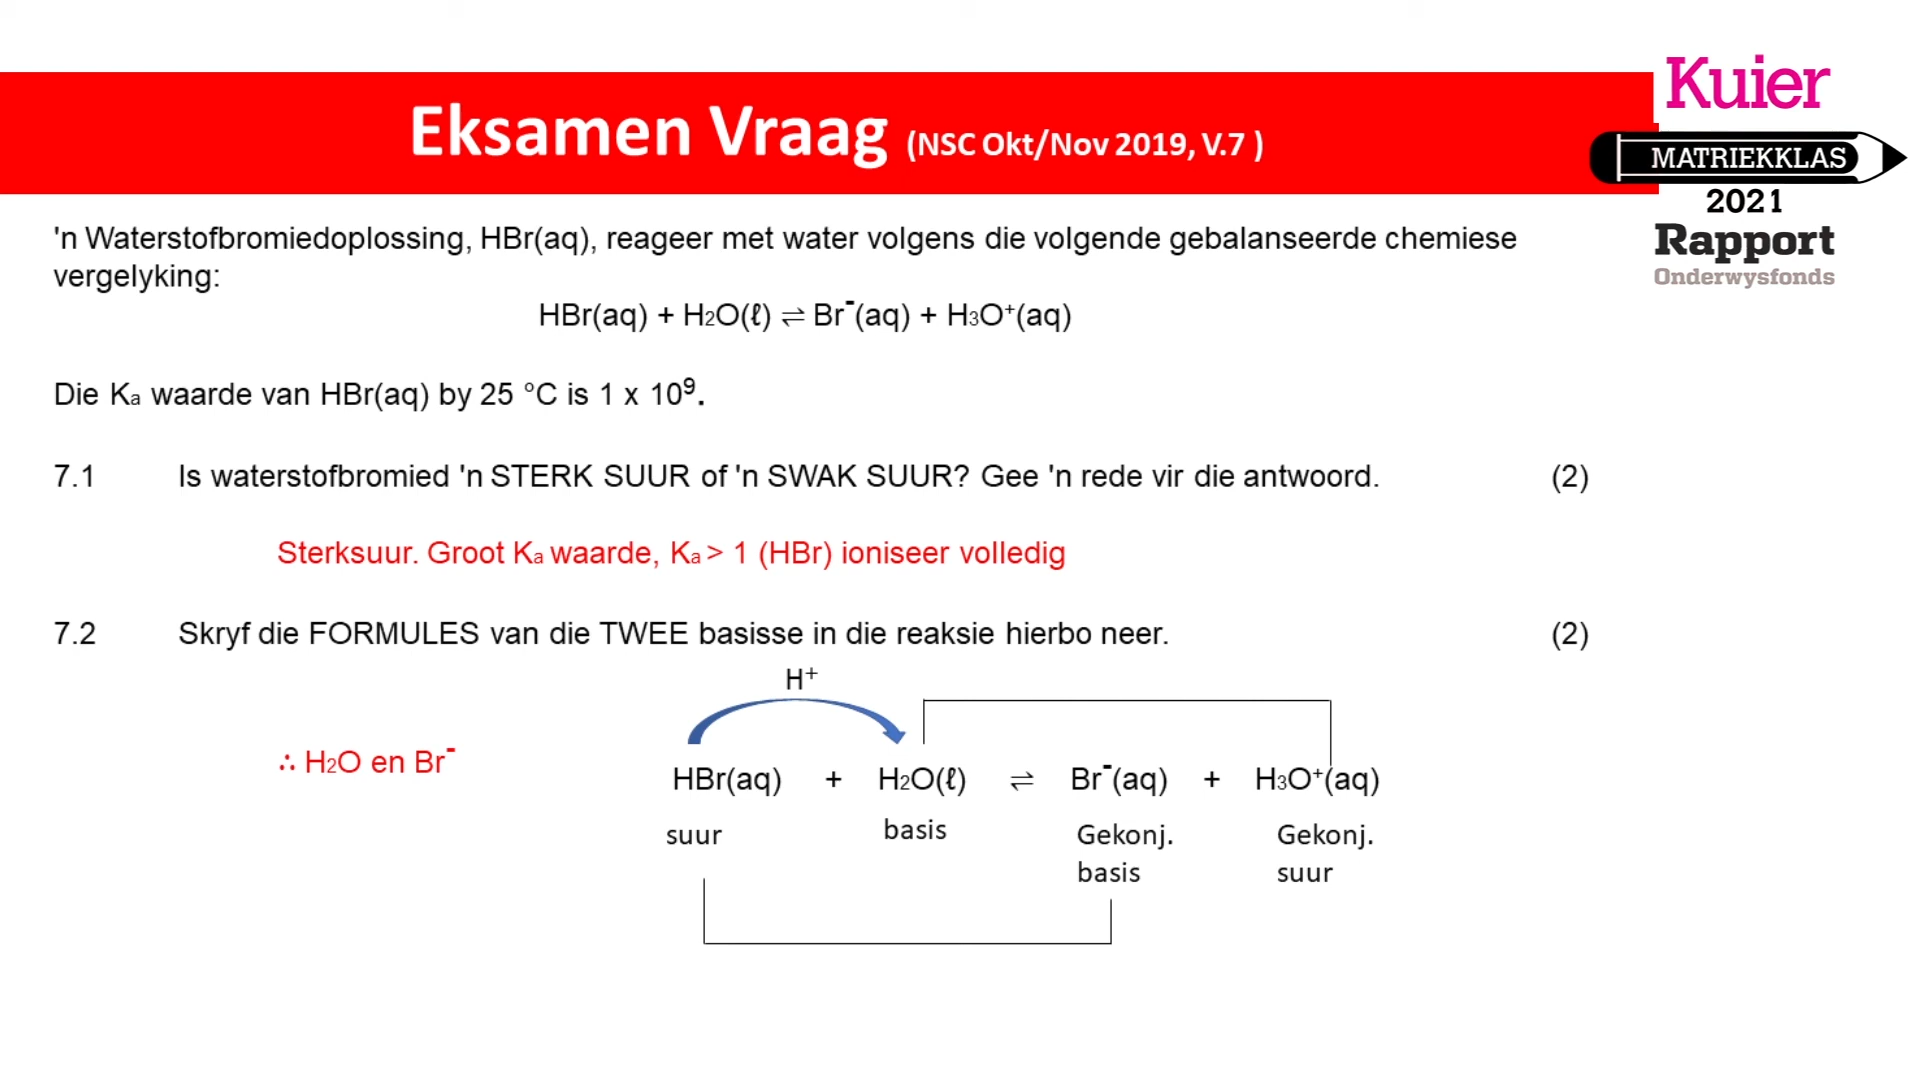 Eksamen Vraag (NSC Okt/Nov 2019, V.7 )
Kuier
MATRIEKKLAS
2021
Rapport
Onderwysfonds
'n Waterstofbromiedoplossing, HBr(aq), reageer met water volgens die volgende gebalanseerde chemiese
vergelyking:
HBr(aq) + H₂O(ℓ) ⇌ Br⁻(aq) + H₃O⁺(aq)
Die Kₐ waarde van HBr(aq) by 25 °C is 1 x 10⁹.
7.1 Is waterstofbromied 'n STERK SUUR of 'n SWAK SUUR? Gee 'n rede vir die antwoord. (2)
Sterksuur. Groot Kₐ waarde, Kₐ > 1 (HBr) ioniseer volledig
7.2 Skryf die FORMULES van die TWEE basisse in die reaksie hierbo neer. (2)
H⁺
∴ H₂O en Br⁻
HBr(aq) + H₂O(ℓ) ⇌ Br⁻(aq) + H₃O⁺(aq)
suur basis Gekonj. Gekonj.
basis suur